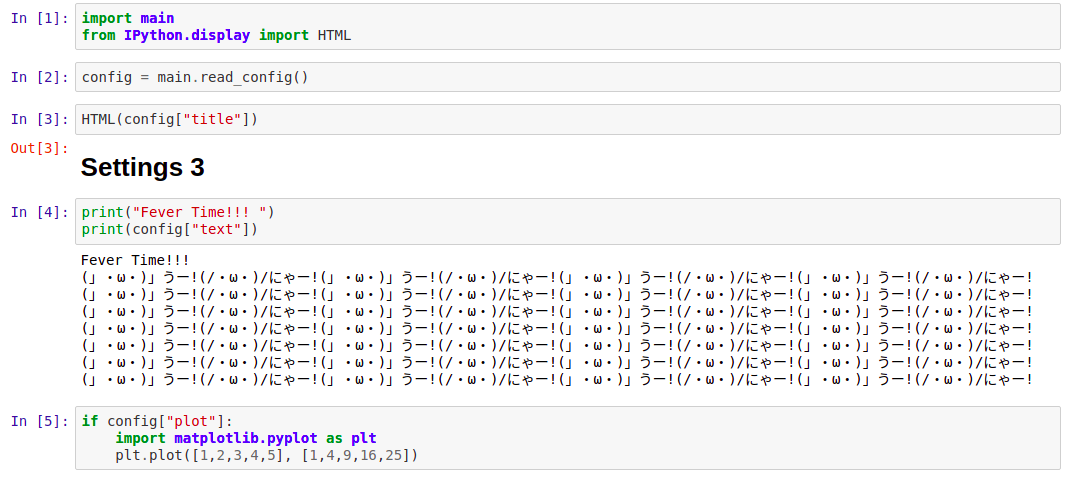 In [1]: import main
from IPython.display import HTML
In [2]: config = main.read_config()
In [3]: HTML(config["title"])
Out[3]:
Settings 3
In [4]: print("Fever Time!!! ")
print(config["text"])
Fever Time!!!
(」・ω・)」うー!(/・ω・)/にゃー!(」・ω・)」うー!(/・ω・)/にゃー!(」・ω・)」うー!(/・ω・)/にゃー!(」・ω・)」うー!(/・ω・)/にゃー!
(」・ω・)」うー!(/・ω・)/にゃー!(」・ω・)」うー!(/・ω・)/にゃー!(」・ω・)」うー!(/・ω・)/にゃー!(」・ω・)」うー!(/・ω・)/にゃー!
(」・ω・)」うー!(/・ω・)/にゃー!(」・ω・)」うー!(/・ω・)/にゃー!(」・ω・)」うー!(/・ω・)/にゃー!(」・ω・)」うー!(/・ω・)/にゃー!
(」・ω・)」うー!(/・ω・)/にゃー!(」・ω・)」うー!(/・ω・)/にゃー!(」・ω・)」うー!(/・ω・)/にゃー!(」・ω・)」うー!(/・ω・)/にゃー!
(」・ω・)」うー!(/・ω・)/にゃー!(」・ω・)」うー!(/・ω・)/にゃー!(」・ω・)」うー!(/・ω・)/にゃー!(」・ω・)」うー!(/・ω・)/にゃー!
(」・ω・)」うー!(/・ω・)/にゃー!(」・ω・)」うー!(/・ω・)/にゃー!(」・ω・)」うー!(/・ω・)/にゃー!(」・ω・)」うー!(/・ω・)/にゃー!
(」・ω・)」うー!(/・ω・)/にゃー!(」・ω・)」うー!(/・ω・)/にゃー!(」・ω・)」うー!(/・ω・)/にゃー!(」・ω・)」うー!(/・ω・)/にゃー!
In [5]: if config["plot"]:
    import matplotlib.pyplot as plt
    plt.plot([1,2,3,4,5], [1,4,9,16,25])